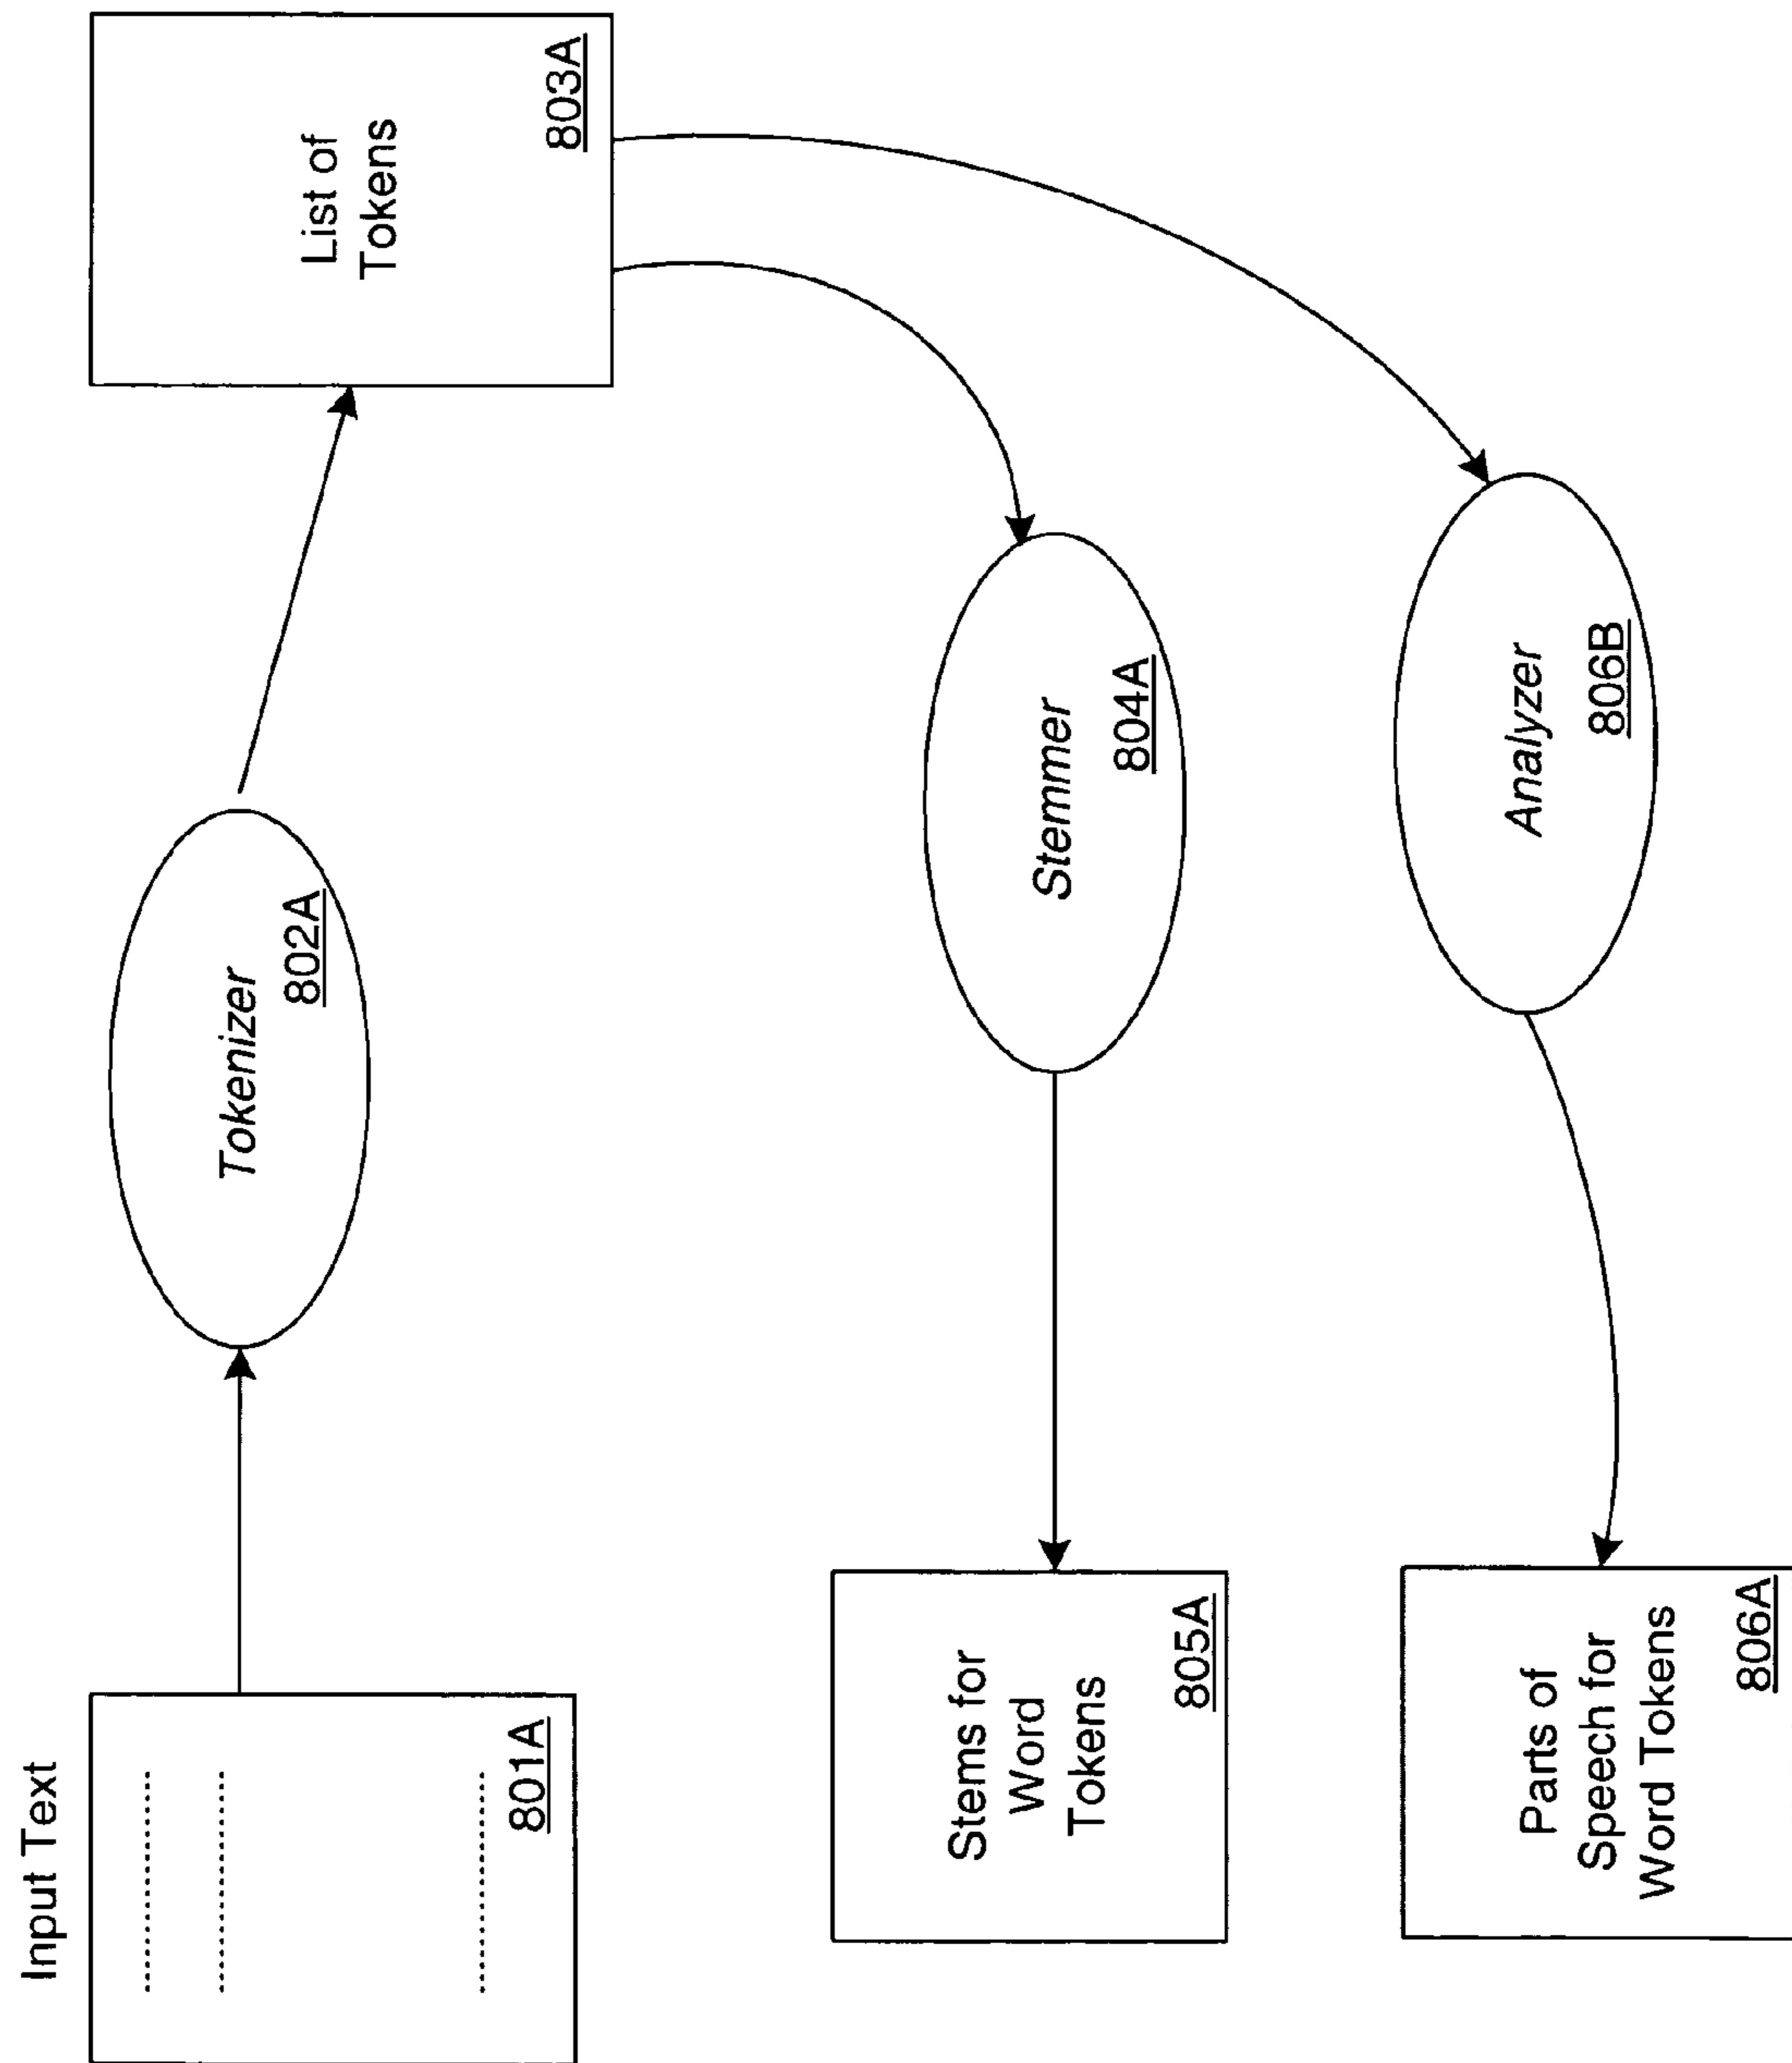 Input Text
801A
Tokenizer
802A
List of
Tokens
803A
Stems for
Word
Tokens
805A
Stemmer
804A
Parts of
Speech for
Word Tokens
806A
Analyzer
806B